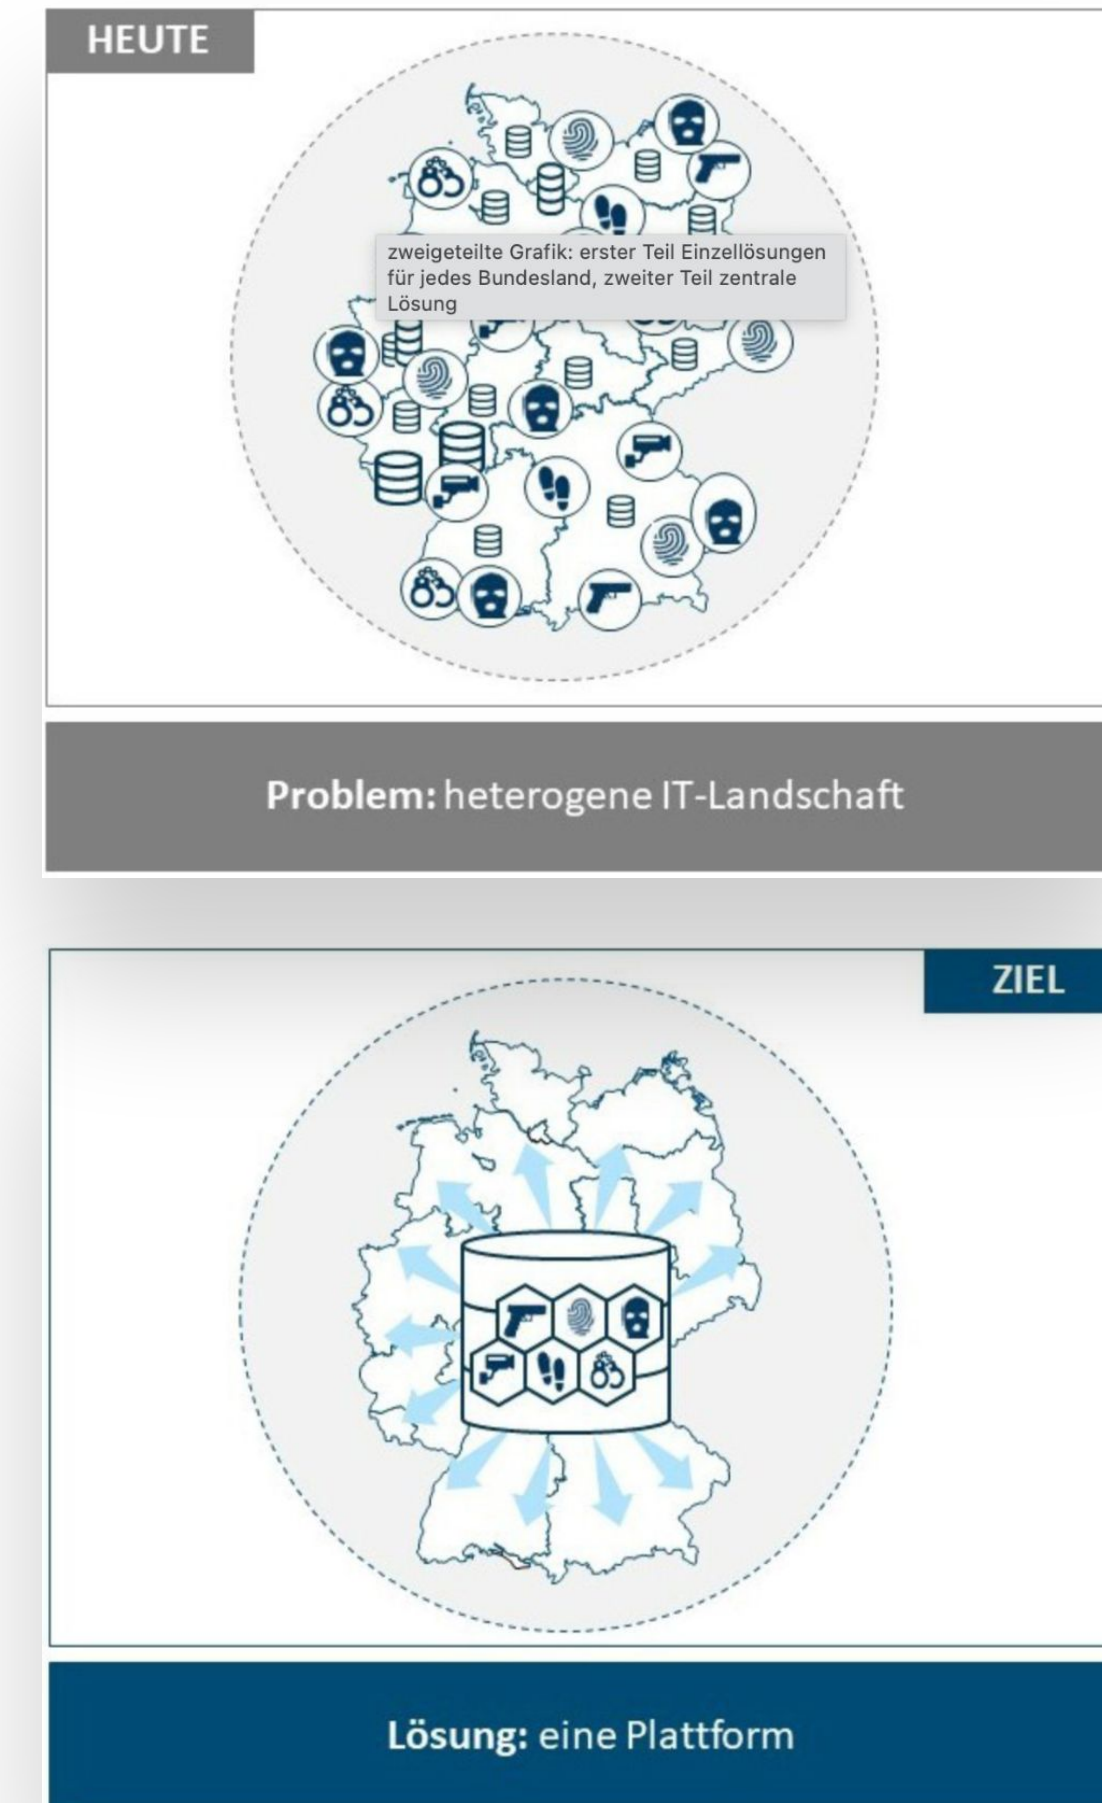 HEUTE
zweigeteilte Grafik: erster Teil Einzellösungen
für jedes Bundesland, zweiter Teil zentrale
Lösung
Problem: heterogene IT-Landschaft
ZIEL
Lösung: eine Plattform